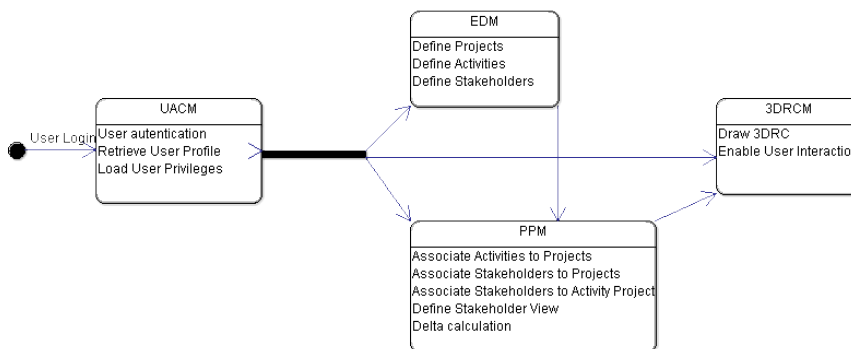 EDM
Define Projects
Define Activities
Define Stakeholders
UACM
User Login
User autentication
Retrieve User Profile
Load User Privileges
3DRCM
Draw 3DRC
Enable User Interactio
PPM
Associate Activities to Projects
Associate Stakeholders to Projects
Associate Stakeholders to Activity Project
Define Stakeholder View
Delta calculation